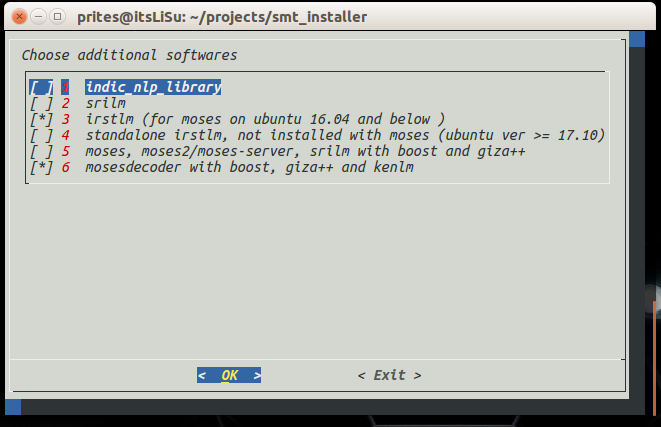 prites@itsLiSu: ~/projects/smt_installer
Choose additional softwares
[ ] 1 indic_nlp_library
[ ] 2 srilm
[*] 3 irstlm (for moses on ubuntu 16.04 and below )
[ ] 4 standalone irstlm, not installed with moses (ubuntu ver >= 17.10)
[ ] 5 moses, moses2/moses-server, srilm with boost and giza++
[*] 6 mosesdecoder with boost, giza++ and kenlm
< OK > < Exit >